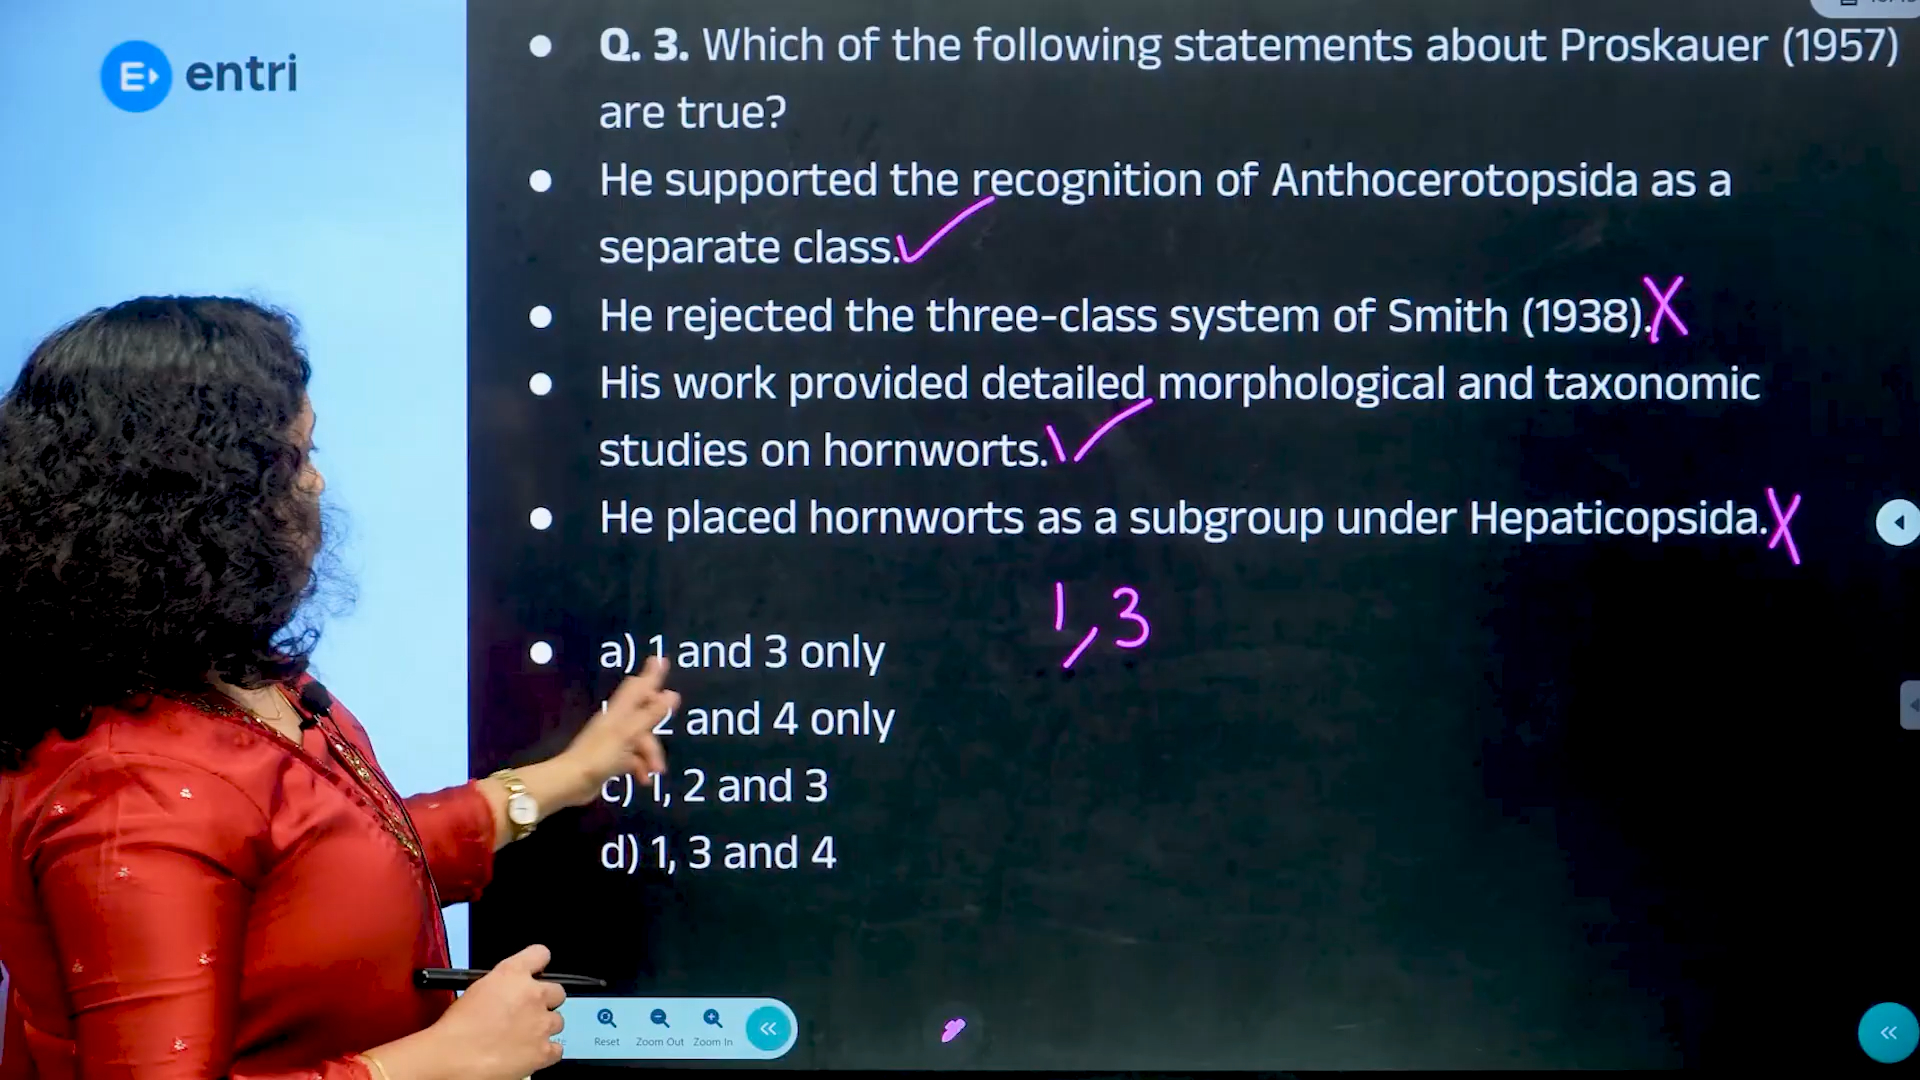 entri
Q. 3. Which of the following statements about Proskauer (1957)
are true?
He supported the recognition of Anthocerotopsida as a
separate class.
He rejected the three-class system of Smith (1938).
His work provided detailed morphological and taxonomic
studies on hornworts.
He placed hornworts as a subgroup under Hepaticopsida.
1, 3
a) 1 and 3 only
2 and 4 only
c) 1, 2 and 3
d) 1, 3 and 4
Reset Zoom Out Zoom In